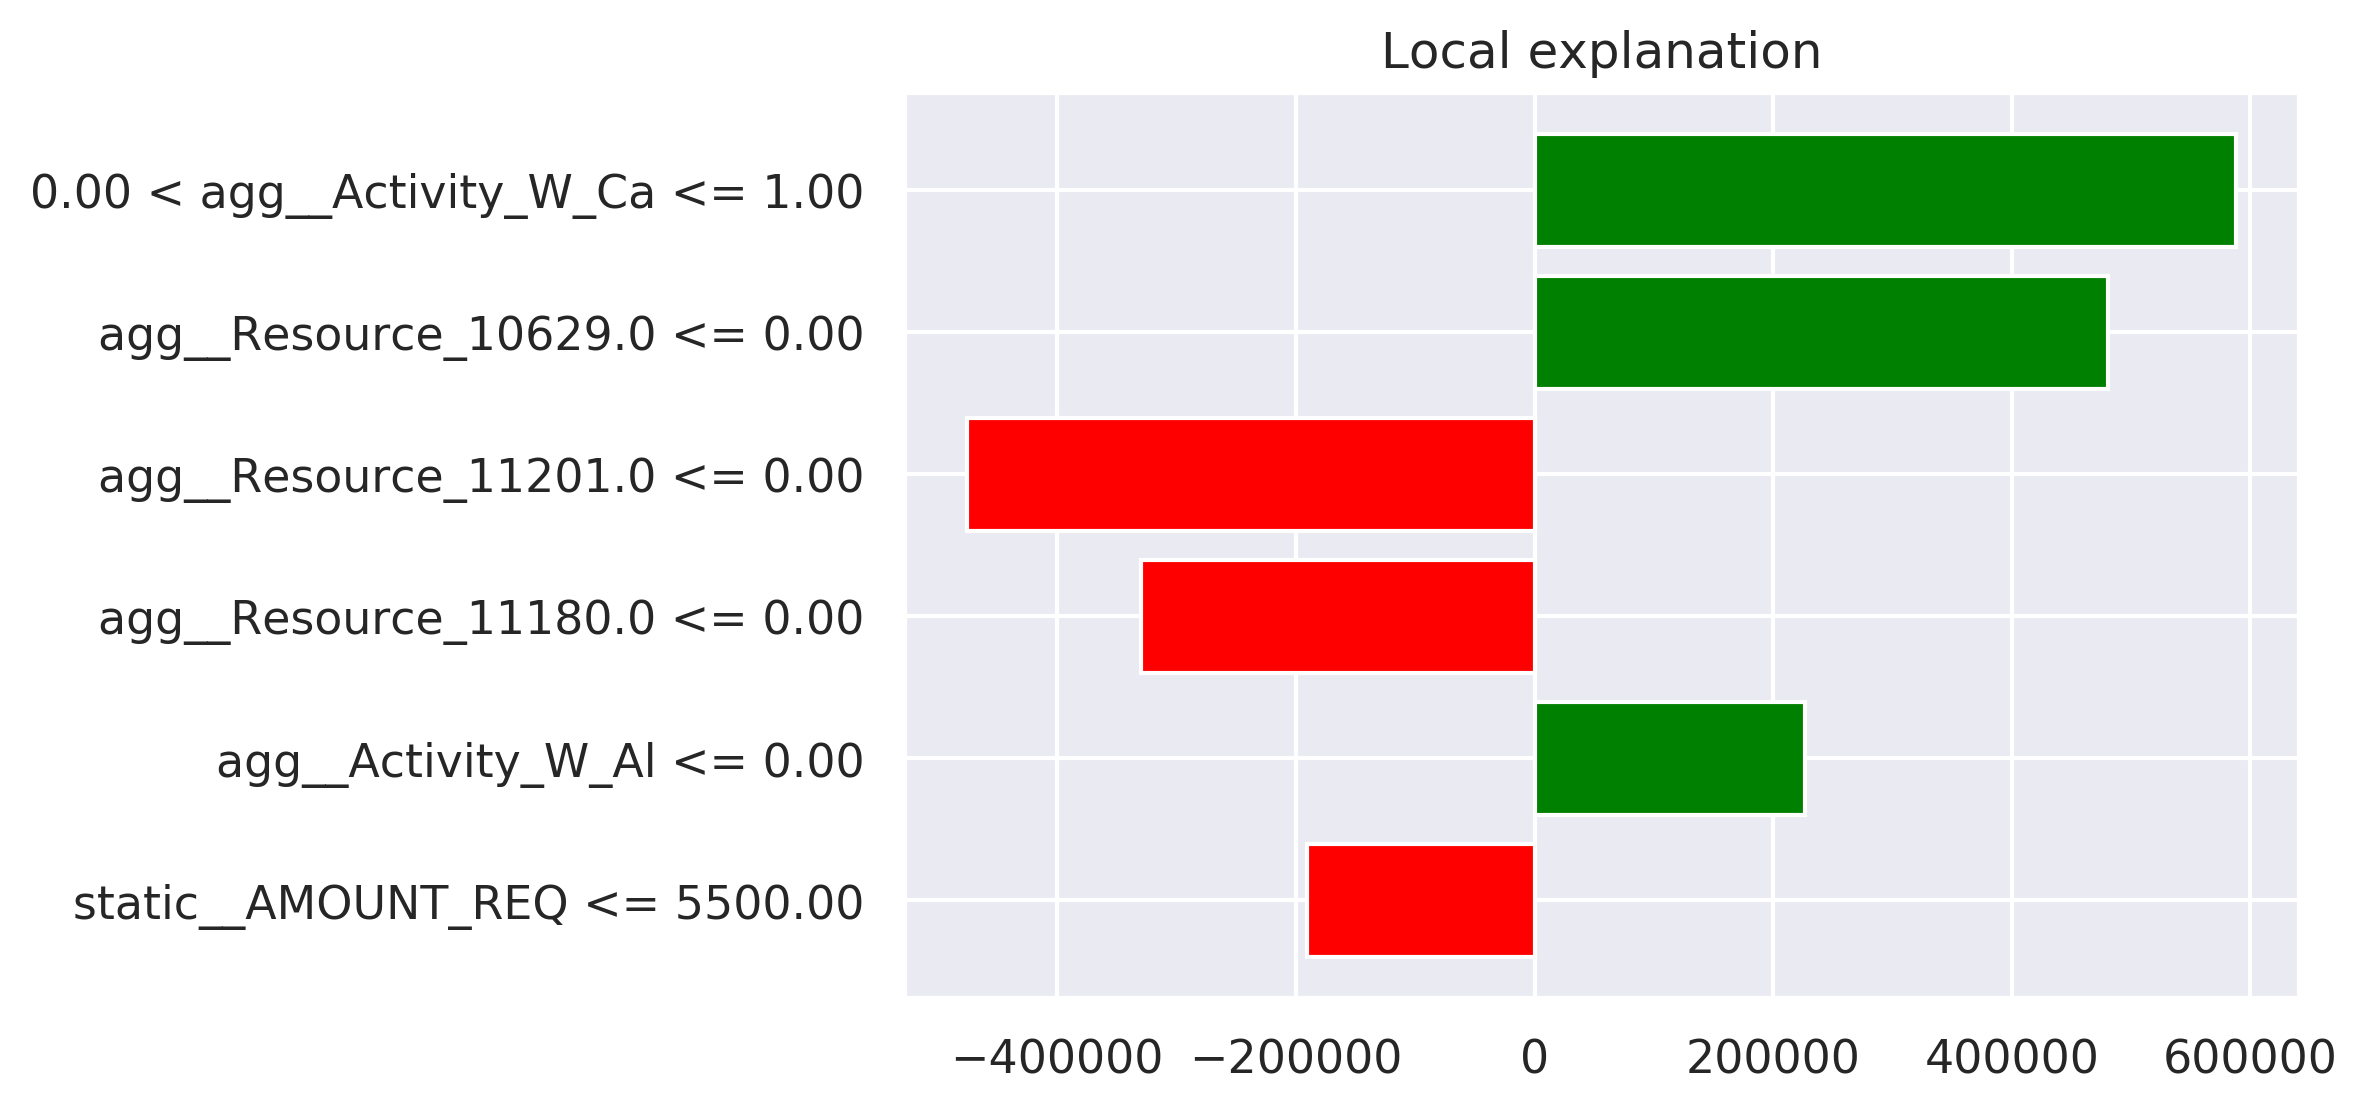 Local explanation
0.00 < agg__Activity_W_Ca <= 1.00
agg__Resource_10629.0 <= 0.00
agg__Resource_11201.0 <= 0.00
agg__Resource_11180.0 <= 0.00
agg__Activity_W_Al <= 0.00
static__AMOUNT_REQ <= 5500.00
−400000 −200000 0 200000 400000 600000